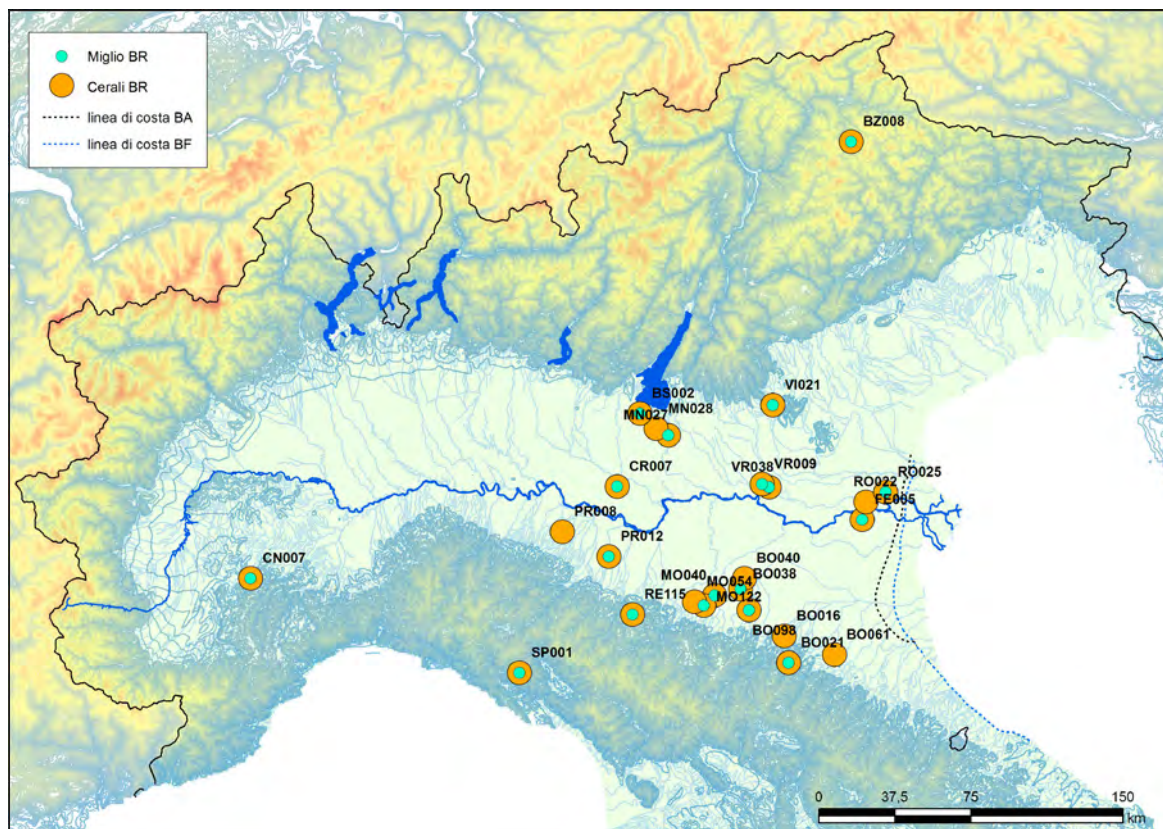 Miglio BR
Cerali BR
linea di costa BA
linea di costa BF
BZ008
BS002
VI021
MN028
MN027
CR007
VR038
VR009
RO025
RO022
FE085
PR008
PR012
CN007
BO040
MO040
MO054
BO038
RE115
MO122
BO016
BO098
BO021
BO061
SP001
0
37,5
75
150
km